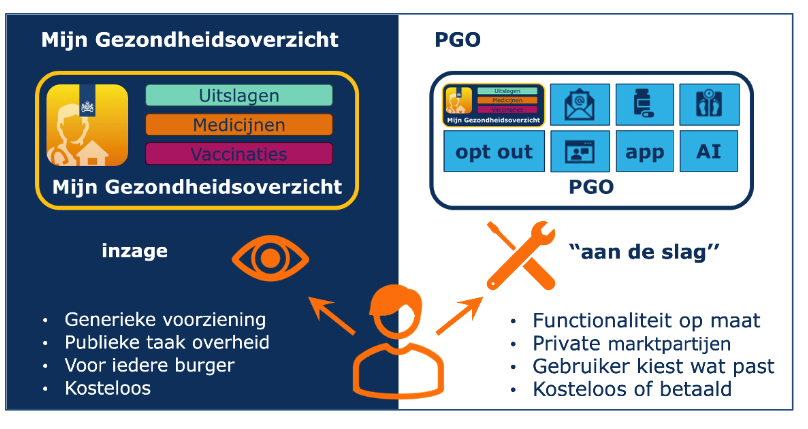 Mijn Gezondheidsoverzicht
Uitslagen
Medicijnen
Vaccinaties
Mijn Gezondheidsoverzicht
inzage
• Generieke voorziening
• Publieke taak overheid
• Voor iedere burger
• Kosteloos
PGO
Uitslagen
Medicijnen
Vaccinaties
Mijn Gezondheidsoverzicht
@
opt out
app
AI
PGO
“aan de slag’’
• Functionaliteit op maat
• Private marktpartijen
• Gebruiker kiest wat past
• Kosteloos of betaald